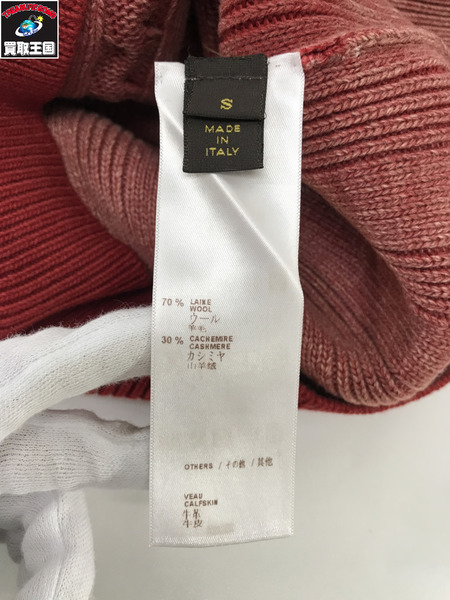 買取王国
S
MADE
IN
ITALY
70 % LAINE
WOOL
ウール
羊毛
30 % CACHEMIRE
CASHMERE
カシミヤ
山羊绒
OTHERS / その他 / 其他
VEAU
CALFSKIN
牛革
牛皮